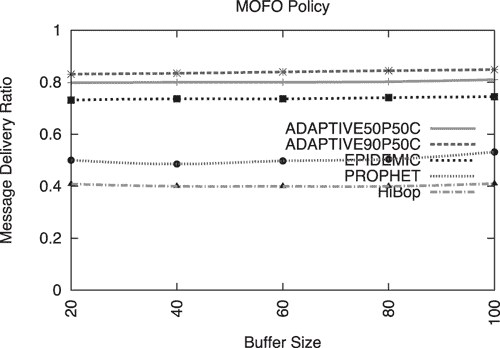 MOFO Policy
Message Delivery Ratio
1
0.8
0.6
0.4
0.2
0
ADAPTIVE50P50C
ADAPTIVE90P50C
EPIDEMIC
PROPHET
HiBop
20
40
60
80
100
Buffer Size